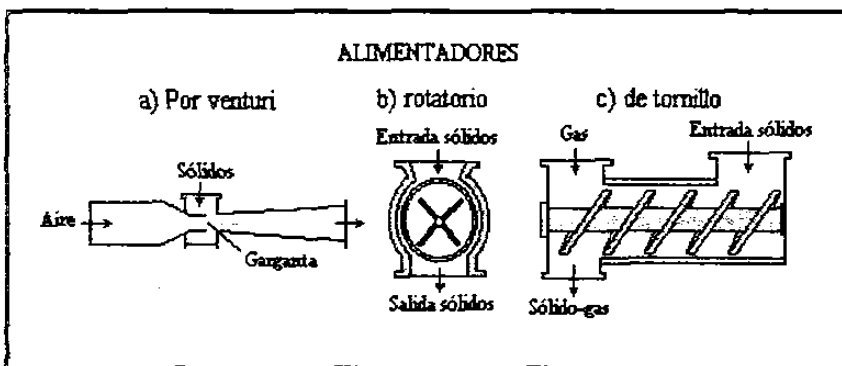 ALIMENTADORES
a) Por venturi
b) rotatorio
c) de tornillo
Sólidos
Aire
Garganta
Entrada sólidos
Salida sólidos
Gas
Entrada sólidos
Sólido-gas